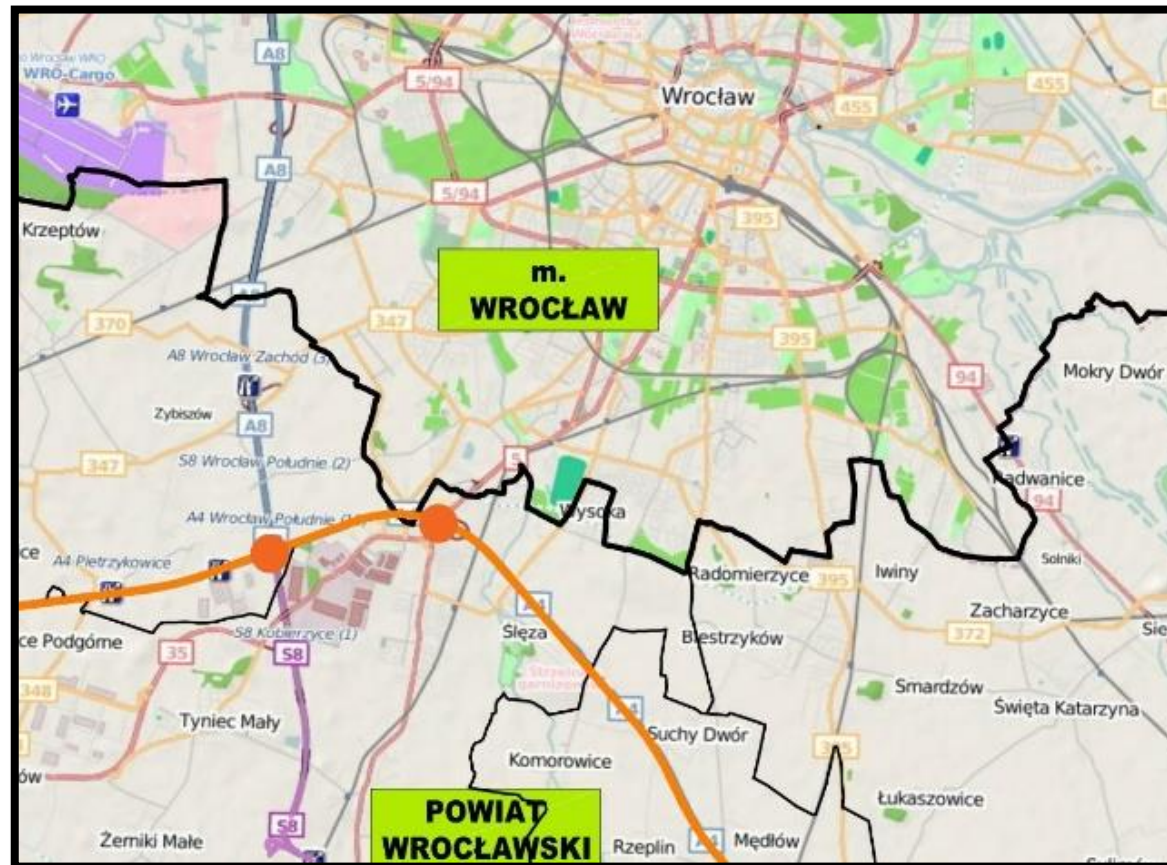 A8
5/94
Wrocław
455
455
WRO-Cargo
A8
5/94
395
Krzeptów
m.
WROCŁAW
370
347
395
A8 Wrocław Zachód (3)
94
Mokry Dwór
Zybiszów
A8
347
S8 Wrocław Południe (2)
5
Radwanice
94
Wysoka
A4 Wrocław Południe
A4 Pietrzykowice
Radomierzyce
395
Iwiny
Solniki
Zacharzyce
ce Podgórne
S8 Kobierzyce (1)
A4
Ślęza
Biestrzyków
372
35
S8
348
Smardzów
Święta Katarzyna
Tyniec Mały
A4
Suchy Dwór
395
Komorowice
Łukaszowice
POWIAT
WROCŁAWSKI
S8
Żerniki Małe
Rzeplin
A4
Mędłów